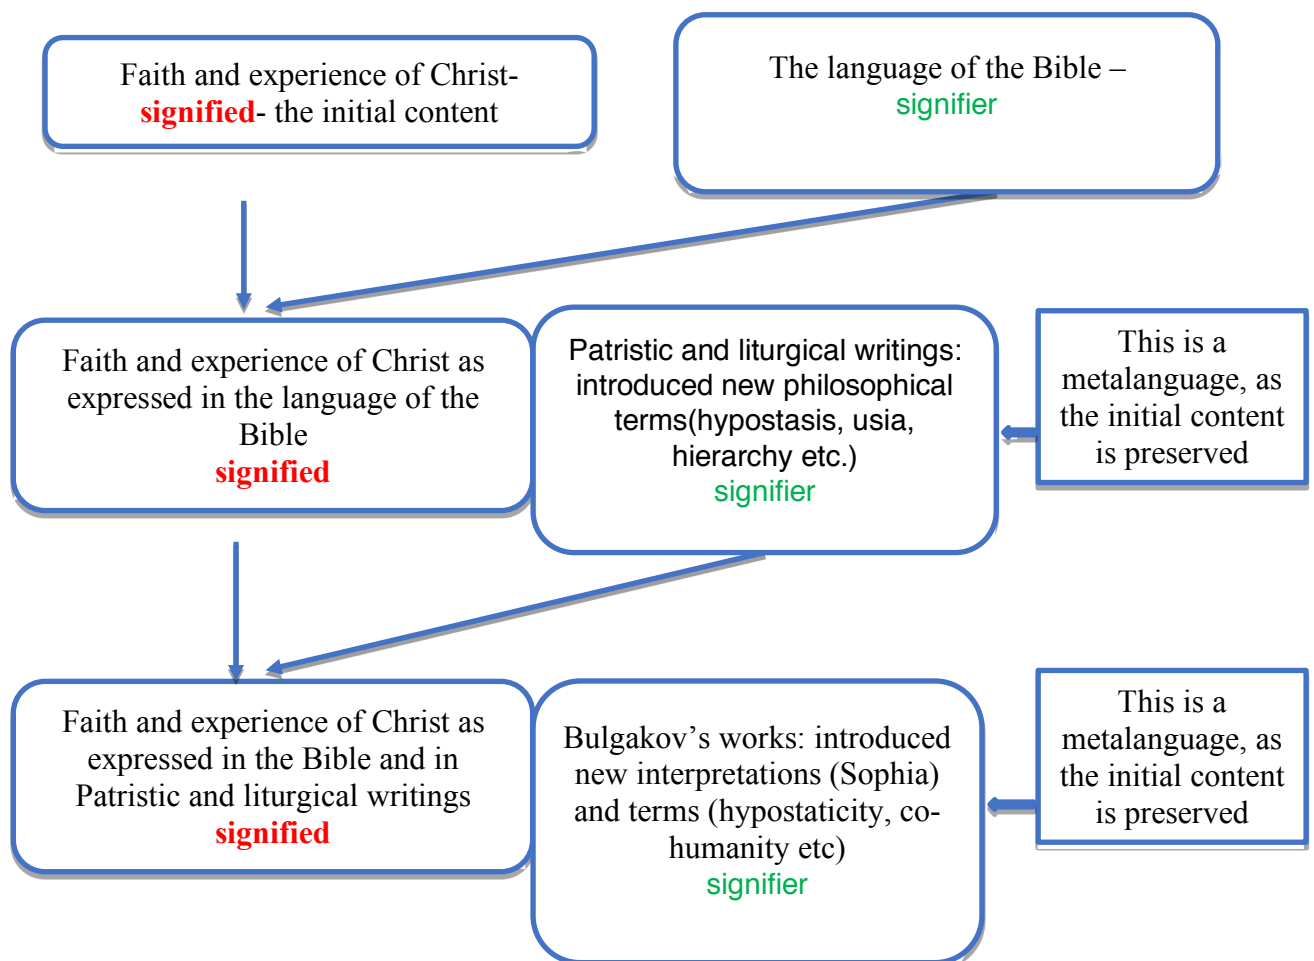 Faith and experience of Christ-
signified- the initial content
The language of the Bible –
signifier
Faith and experience of Christ as
expressed in the language of the
Bible
signified
Patristic and liturgical writings:
introduced new philosophical
terms(hypostasis, usia,
hierarchy etc.)
signifier
This is a
metalanguage, as
the initial content
is preserved
Faith and experience of Christ as
expressed in the Bible and in
Patristic and liturgical writings
signified
Bulgakov’s works: introduced
new interpretations (Sophia)
and terms (hypostaticity, co-
humanity etc)
signifier
This is a
metalanguage, as
the initial content
is preserved